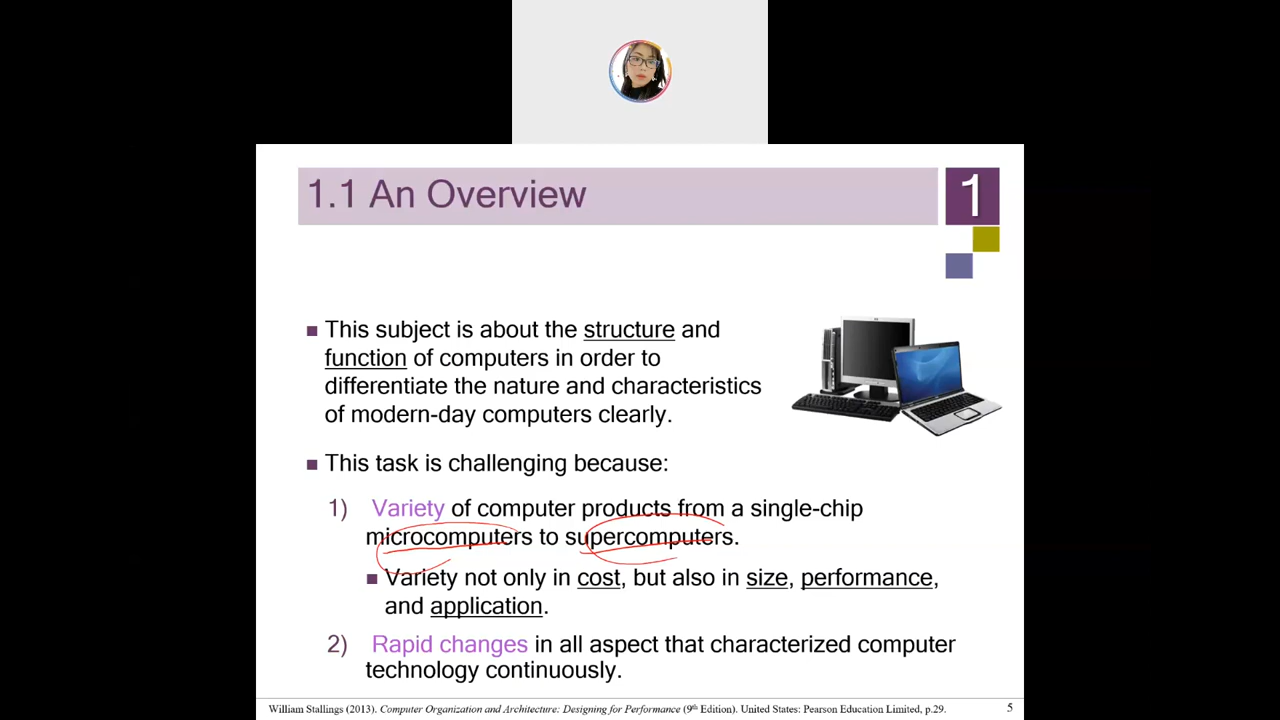 1.1 An Overview
1
This subject is about the structure and
function of computers in order to
differentiate the nature and characteristics
of modern-day computers clearly.
This task is challenging because:
1) Variety of computer products from a single-chip
microcomputers to supercomputers.
Variety not only in cost, but also in size, performance,
and application.
2) Rapid changes in all aspect that characterized computer
technology continuously.
William Stallings (2013). Computer Organization and Architecture: Designing for Performance (9th Edition). United States: Pearson Education Limited, p.29.
5